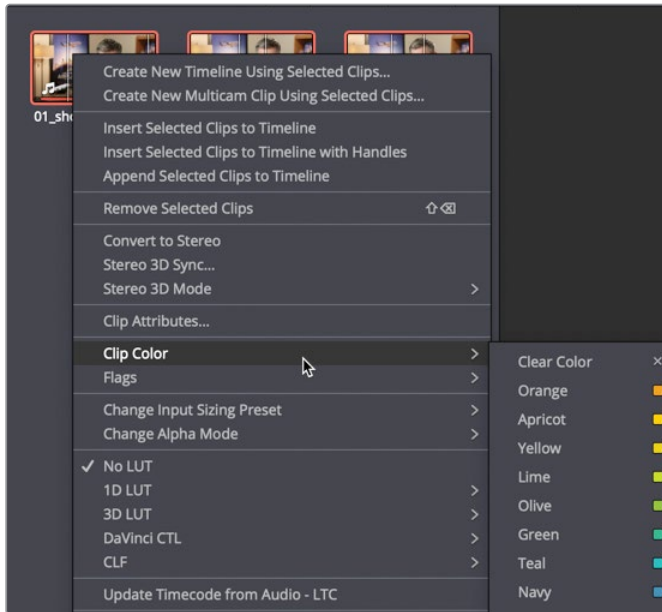 01_sho
Create New Timeline Using Selected Clips...
Create New Multicam Clip Using Selected Clips...
Insert Selected Clips to Timeline
Insert Selected Clips to Timeline with Handles
Append Selected Clips to Timeline
Remove Selected Clips ⇧⌫
Convert to Stereo
Stereo 3D Sync...
Stereo 3D Mode >
Clip Attributes...
Clip Color >
Flags >
Change Input Sizing Preset >
Change Alpha Mode >
✓ No LUT
1D LUT >
3D LUT >
DaVinci CTL >
CLF >
Update Timecode from Audio - LTC
Clear Color ×
Orange
Apricot
Yellow
Lime
Olive
Green
Teal
Navy